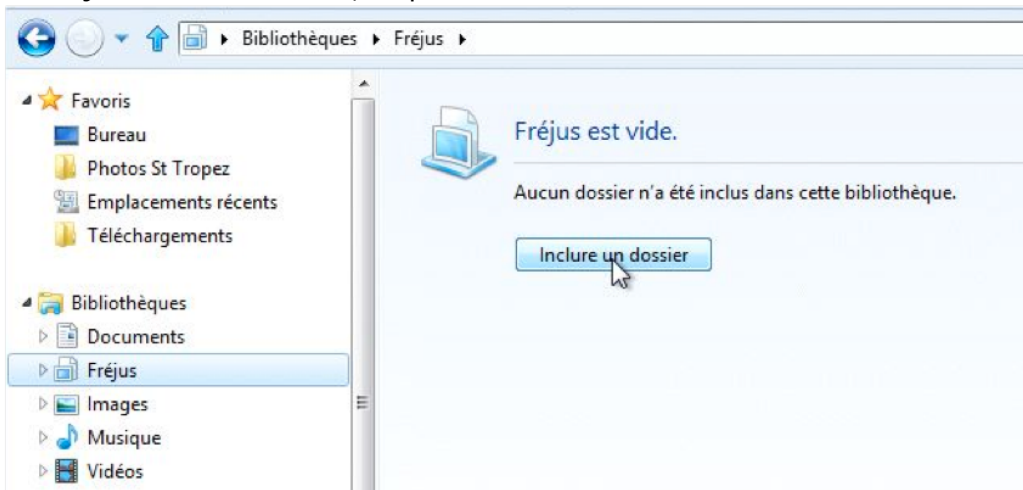 Bibliothèques Fréjus
Favoris
Bureau
Photos St Tropez
Emplacements récents
Téléchargements
Bibliothèques
Documents
Fréjus
Images
Musique
Vidéos
Fréjus est vide.
Aucun dossier n'a été inclus dans cette bibliothèque.
Inclure un dossier